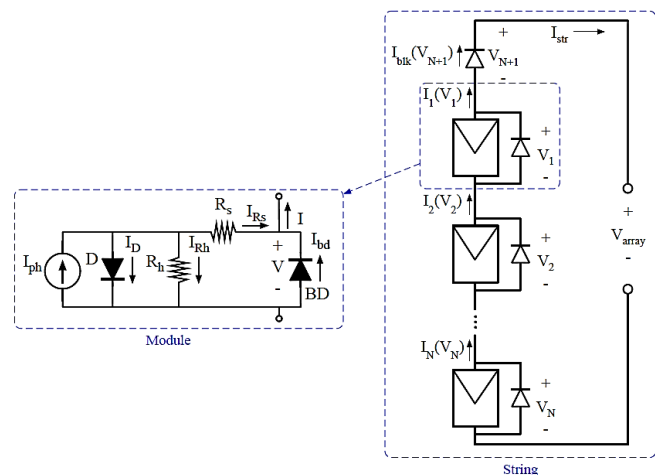 I_blk(V_N+1)
+
V_N+1
-
I_str
I_1(V_1)
+
V_1
-
I_2(V_2)
+
V_2
-
I_N(V_N)
+
V_N
-
+
V_array
-
String
I_ph
D
I_D
R_h
I_Rh
R_s
I_Rs
I
+
V
-
I_bd
BD
Module